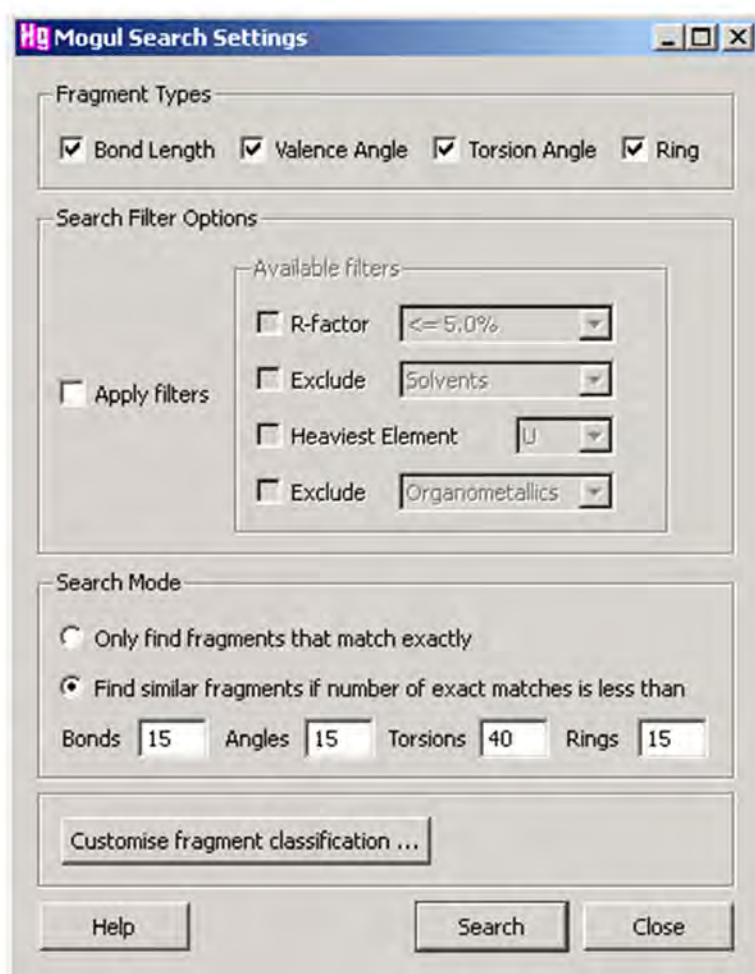 Hg Mogul Search Settings
Fragment Types
Bond Length Valence Angle Torsion Angle Ring
Search Filter Options
Available filters
R-factor <= 5.0%
Exclude Solvents
Apply filters
Heaviest Element U
Exclude Organometallics
Search Mode
Only find fragments that match exactly
Find similar fragments if number of exact matches is less than
Bonds 15 Angles 15 Torsions 40 Rings 15
Customise fragment classification ...
Help Search Close